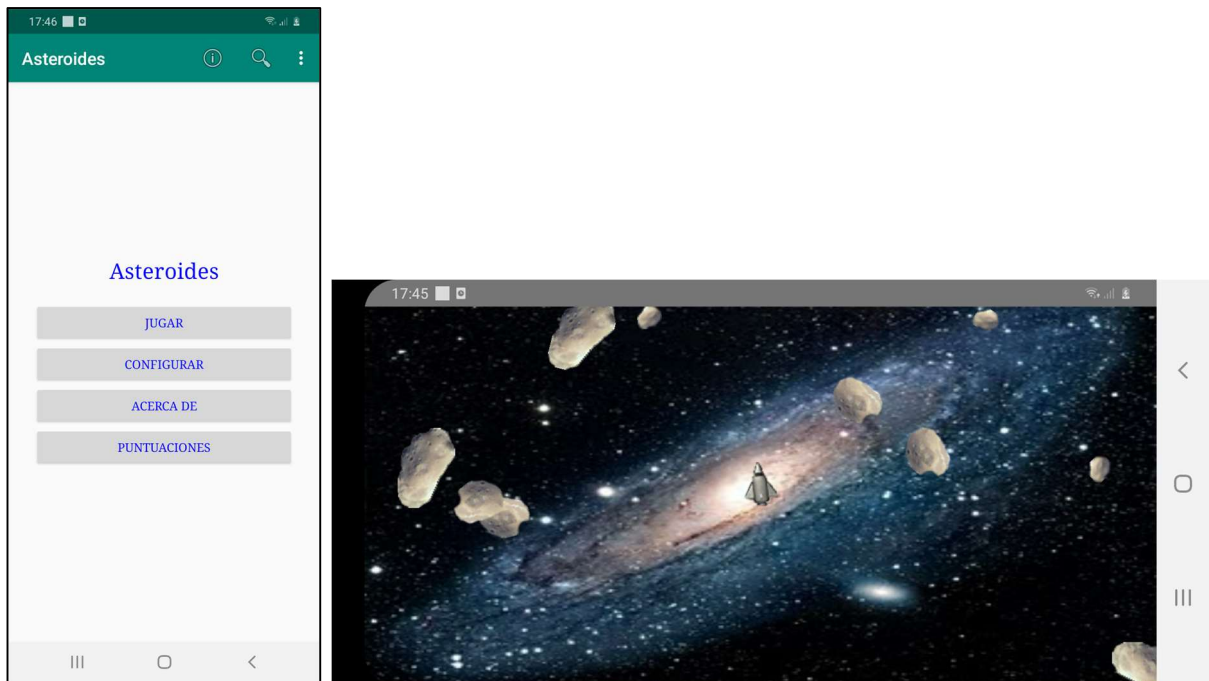 17:46
Asteroides
Asteroides
JUGAR
CONFIGURAR
ACERCA DE
PUNTUACIONES
17:45